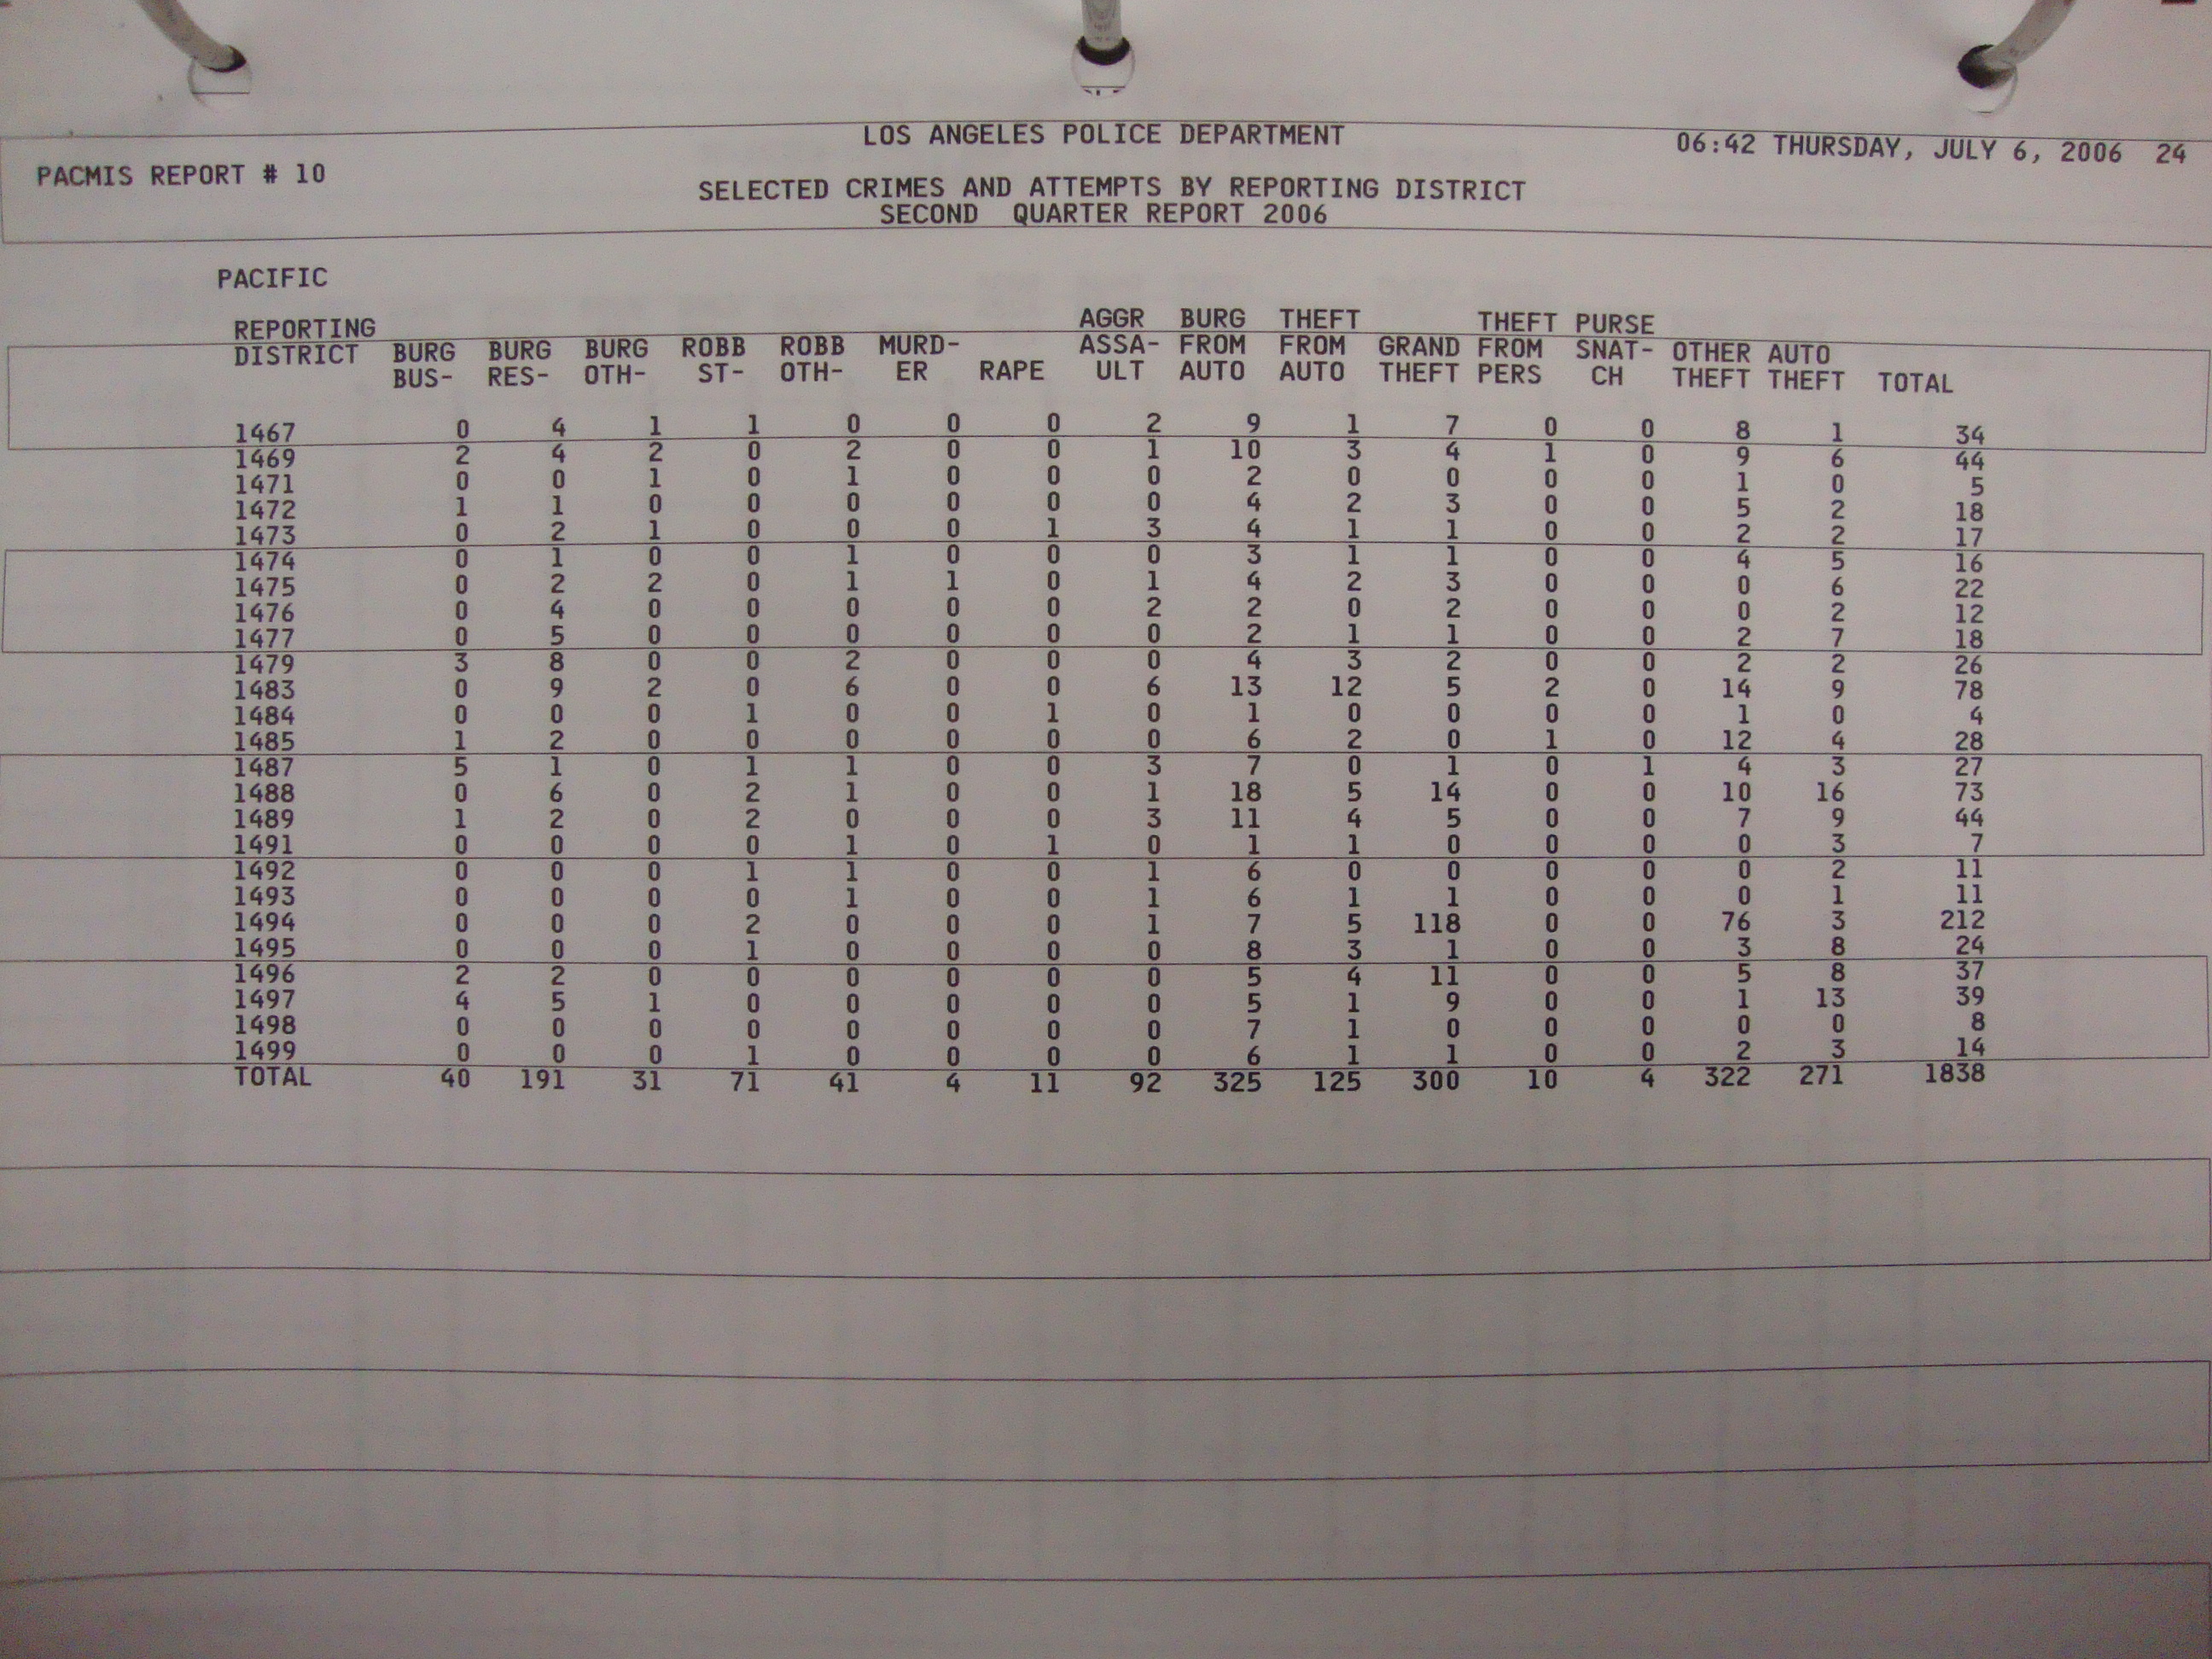 LOS ANGELES POLICE DEPARTMENT 06:42 THURSDAY, JULY 6, 2006 24
PACMIS REPORT # 10
SELECTED CRIMES AND ATTEMPTS BY REPORTING DISTRICT
SECOND QUARTER REPORT 2006
PACIFIC
AGGR BURG THEFT THEFT PURSE
REPORTING
DISTRICT BURG BURG BURG ROBB ROBB MURD- ASSA- FROM FROM GRAND FROM SNAT- OTHER AUTO
BUS- RES- OTH- ST- OTH- ER RAPE ULT AUTO AUTO THEFT PERS CH THEFT THEFT TOTAL
1467 0 4 1 1 0 0 0 2 9 1 7 0 0 8 1 34
1469 2 4 2 0 2 0 0 1 10 3 4 1 0 9 6 44
1471 0 0 1 0 1 0 0 0 2 0 0 0 0 1 0 5
1472 1 1 0 0 0 0 0 0 4 2 3 0 0 5 2 18
1473 0 2 1 0 0 0 1 3 4 1 1 0 0 2 2 17
1474 0 1 0 0 1 0 0 0 3 1 1 0 0 4 5 16
1475 0 2 2 0 1 1 0 1 4 2 3 0 0 0 6 22
1476 0 4 0 0 0 0 0 2 2 0 2 0 0 0 2 12
1477 0 5 0 0 0 0 0 0 2 1 1 0 0 2 7 18
1479 3 8 0 0 2 0 0 0 4 3 2 0 0 2 2 26
1483 0 9 2 0 6 0 0 6 13 12 5 2 0 14 9 78
1484 0 0 0 1 0 0 1 0 1 0 0 0 0 1 0 4
1485 1 2 0 0 0 0 0 0 6 2 0 1 0 12 4 28
1487 5 1 0 1 1 0 0 3 7 0 1 0 1 4 3 27
1488 0 6 0 2 1 0 0 1 18 5 14 0 0 10 16 73
1489 1 2 0 2 0 0 0 3 11 4 5 0 0 7 9 44
1491 0 0 0 0 1 0 1 0 1 1 0 0 0 0 3 7
1492 0 0 0 1 1 0 0 1 6 0 0 0 0 0 2 11
1493 0 0 0 0 1 0 0 1 6 1 1 0 0 0 1 11
1494 0 0 0 2 0 0 0 1 7 5 118 0 0 76 3 212
1495 0 0 0 1 0 0 0 0 8 3 1 0 0 3 8 24
1496 2 2 0 0 0 0 0 0 5 4 11 0 0 5 8 37
1497 4 5 1 0 0 0 0 0 5 1 9 0 0 1 13 39
1498 0 0 0 0 0 0 0 0 7 1 0 0 0 0 0 8
1499 0 0 0 1 0 0 0 0 6 1 1 0 0 2 3 14
TOTAL 40 191 31 71 41 4 11 92 325 125 300 10 4 322 271 1838